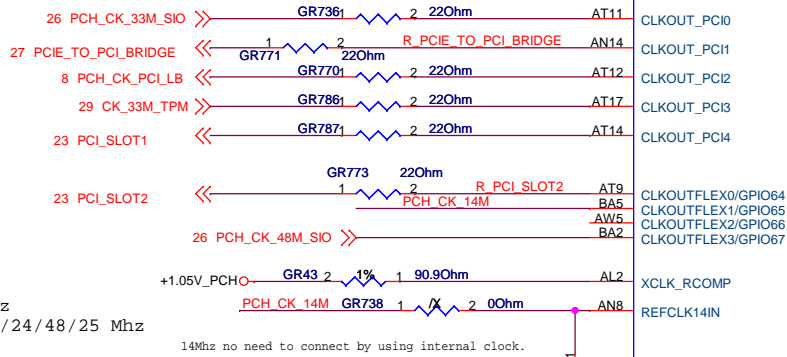 26 PCH_CK_33M_SIO GR736 1 2 22Ohm AT11 CLKOUT_PCI0
27 PCIE_TO_PCI_BRIDGE GR771 1 2 22Ohm R_PCIE_TO_PCI_BRIDGE AN14 CLKOUT_PCI1
8 PCH_CK_PCI_LB GR770 1 2 22Ohm AT12 CLKOUT_PCI2
29 CK_33M_TPM GR786 1 2 22Ohm AT17 CLKOUT_PCI3
23 PCI_SLOT1 GR787 1 2 22Ohm AT14 CLKOUT_PCI4
23 PCI_SLOT2 GR773 1 2 22Ohm R_PCI_SLOT2 AT9 CLKOUTFLEX0/GPIO64
PCH_CK_14M BA5 CLKOUTFLEX1/GPIO65
AW5 CLKOUTFLEX2/GPIO66
26 PCH_CK_48M_SIO BA2 CLKOUTFLEX3/GPIO67
+1.05V_PCH GR43 2 1% 1 90.9Ohm AL2 XCLK_RCOMP
PCH_CK_14M GR738 1 /X 2 0Ohm AN8 REFCLK14IN
z
/24/48/25 Mhz
14Mhz no need to connect by using internal clock.
1